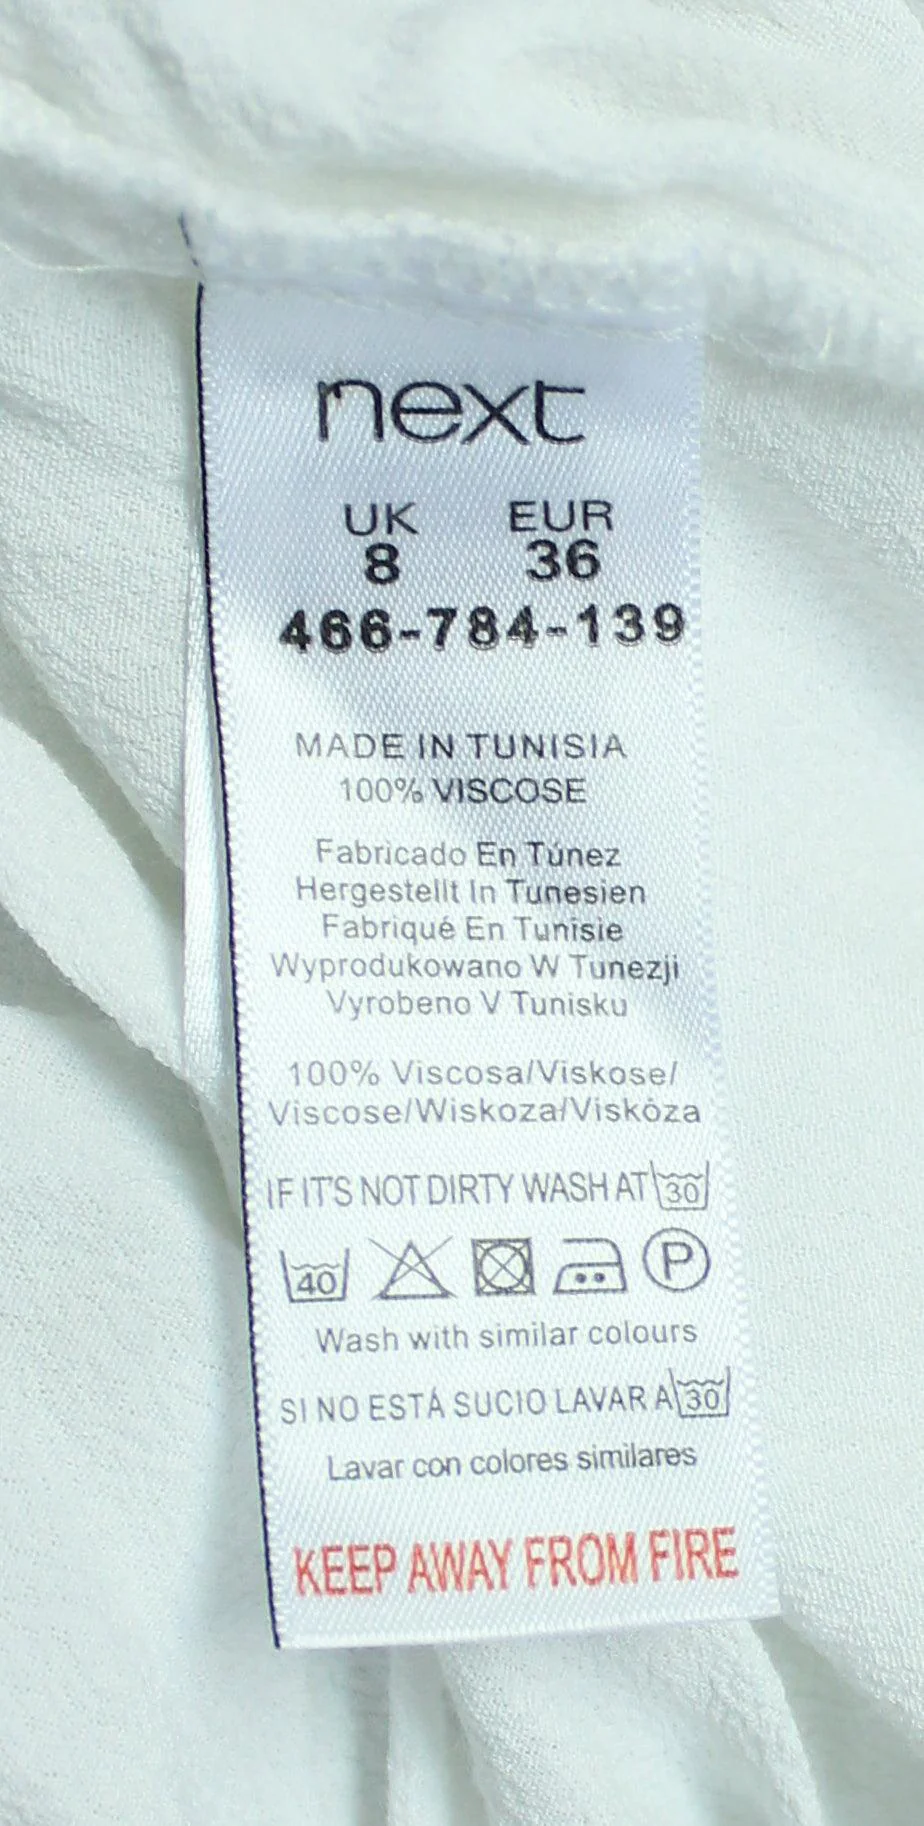 next
UK EUR
8 36
466-784-139
MADE IN TUNISIA
100% VISCOSE
Fabricado En Túnez
Hergestellt In Tunesien
Fabriqué En Tunisie
Wyprodukowano W Tunezji
Vyrobeno V Tunisku
100% Viscosa/Viskose/
Viscose/Wiskoza/Viskóza
IF IT'S NOT DIRTY WASH AT 30
40 P
Wash with similar colours
SI NO ESTÁ SUCIO LAVAR A 30
Lavar con colores similares
KEEP AWAY FROM FIRE